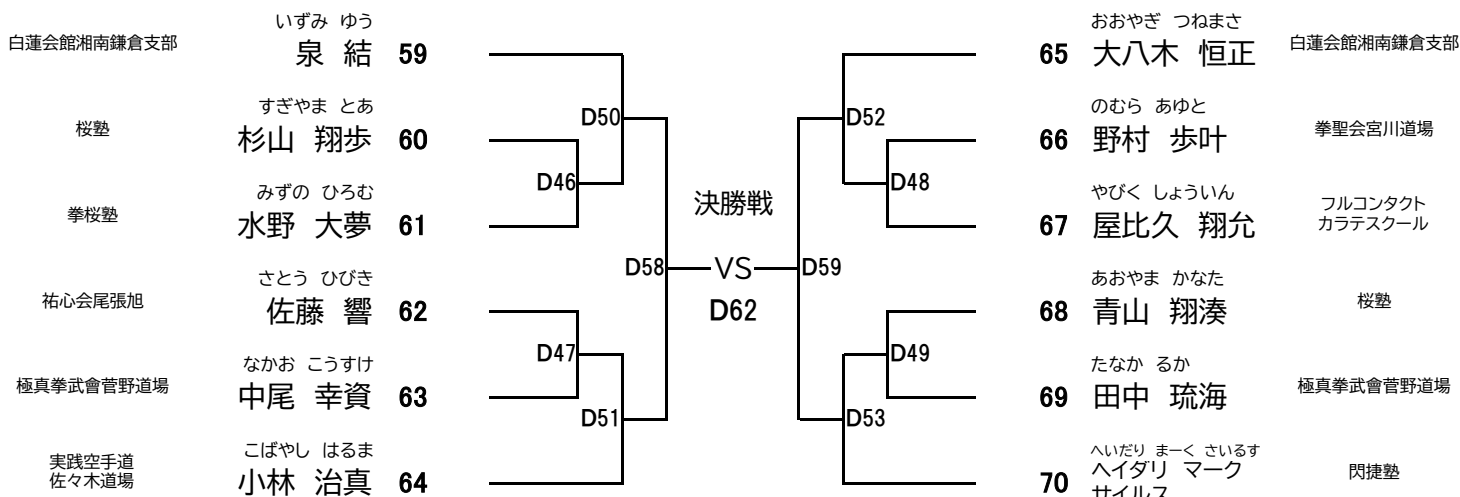 いずみ ゆう
白蓮会館湘南鎌倉支部 泉 結 59
すぎやま とあ
桜塾 杉山 翔歩 60
みずの ひろむ
拳桜塾 水野 大夢 61
さとう ひびき
祐心会尾張旭 佐藤 響 62
なかお こうすけ
極真拳武會菅野道場 中尾 幸資 63
こばやし はるま
実践空手道
佐々木道場
小林 治真 64
D50
D46
D58
D47
D51
決勝戦
VS
D62
D52
D48
D59
D49
D53
おおやぎ つねまさ
65 大八木 恒正 白蓮会館湘南鎌倉支部
のむら あゆと
66 野村 歩叶 拳聖会宮川道場
やびく しょういん
67 屋比久 翔允
フルコンタクト
カラテスクール
あおやま かなた
68 青山 翔湊 桜塾
たなか るか
69 田中 琉海 極真拳武會菅野道場
へいだり まーく さいるす
70 ヘイダリ マーク
サイルス
閃捷塾